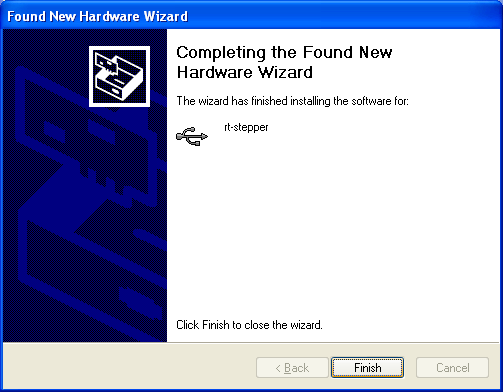 Found New Hardware Wizard
Completing the Found New
Hardware Wizard
The wizard has finished installing the software for:
rt-stepper
Click Finish to close the wizard.
< Back
Finish
Cancel